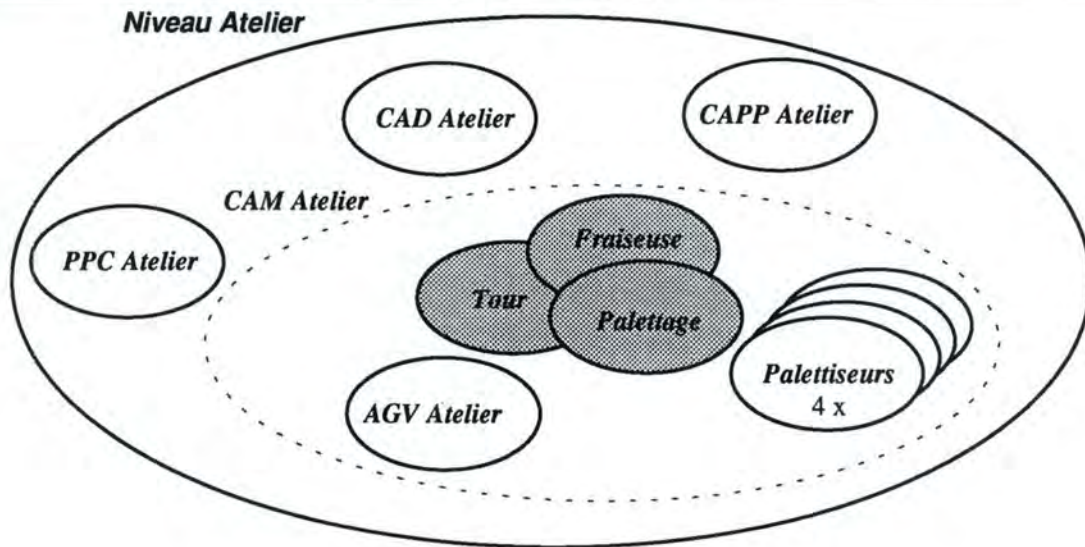 Niveau Atelier
CAD Atelier
CAPP Atelier
CAM Atelier
PPC Atelier
Fraiseuse
Tour
Palettage
Palettiseurs
4 x
AGV Atelier